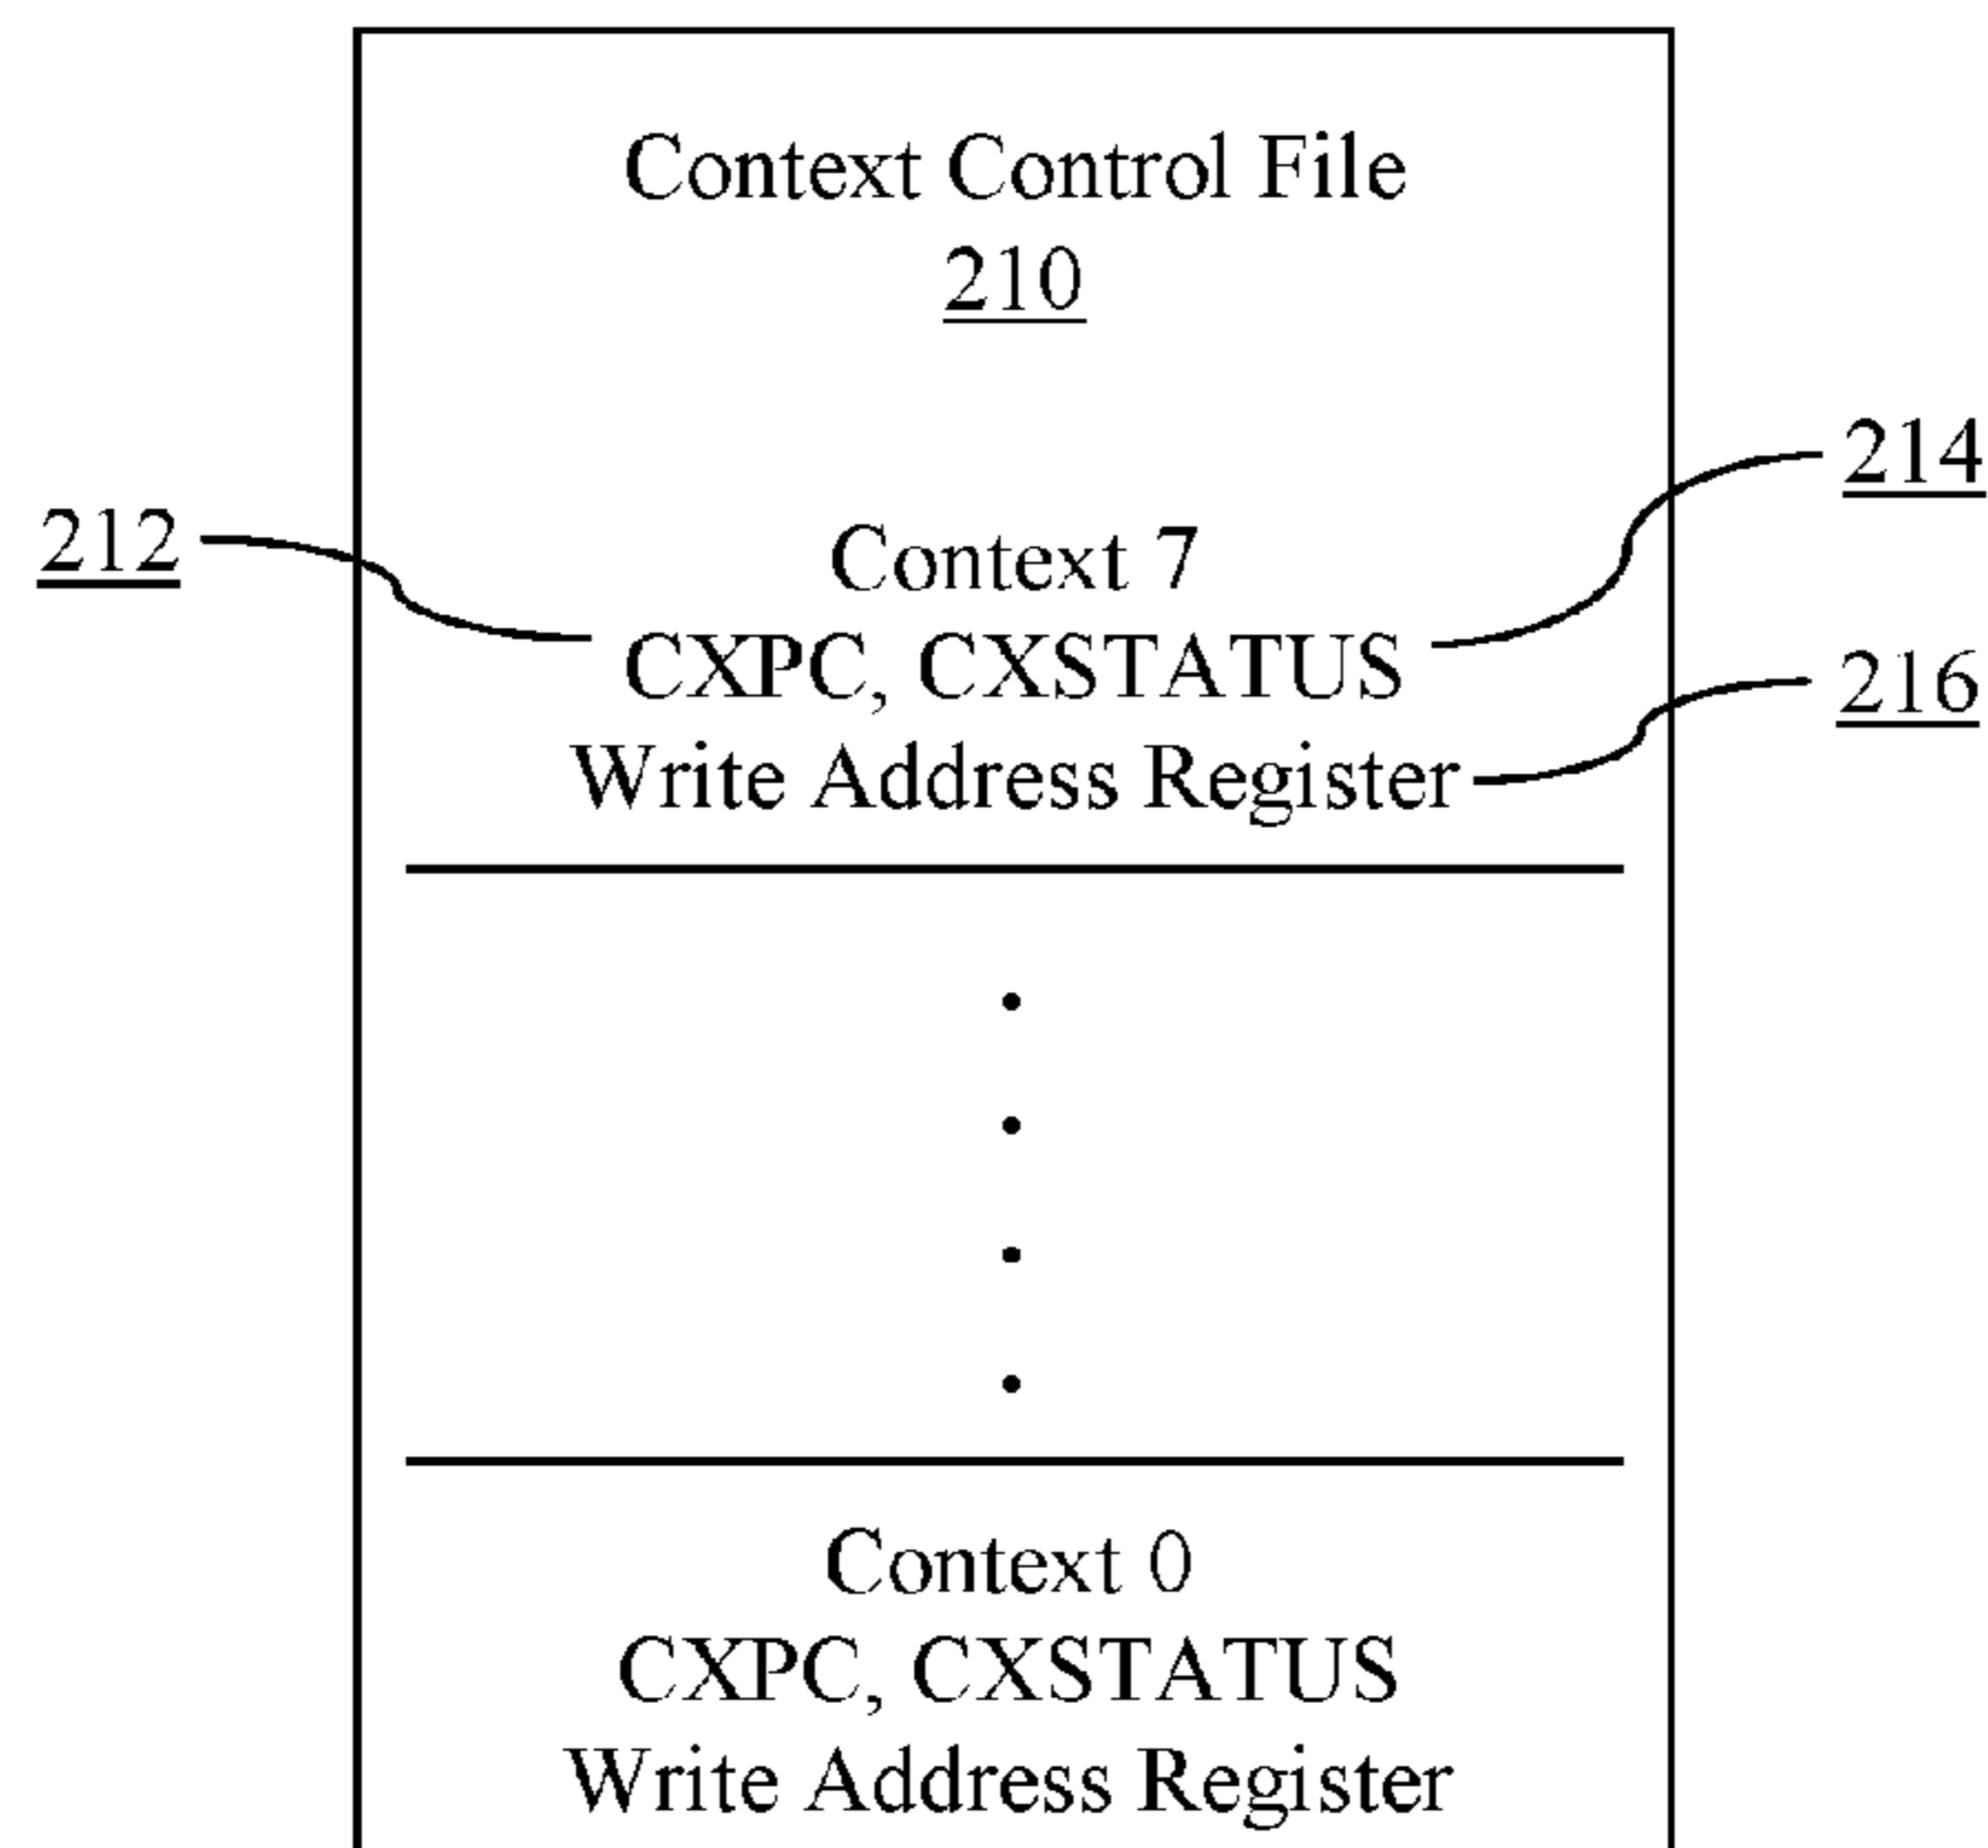 Context Control File
210
214
212
Context 7
CXPC, CXSTATUS
216
Write Address Register
Context 0
CXPC, CXSTATUS
Write Address Register